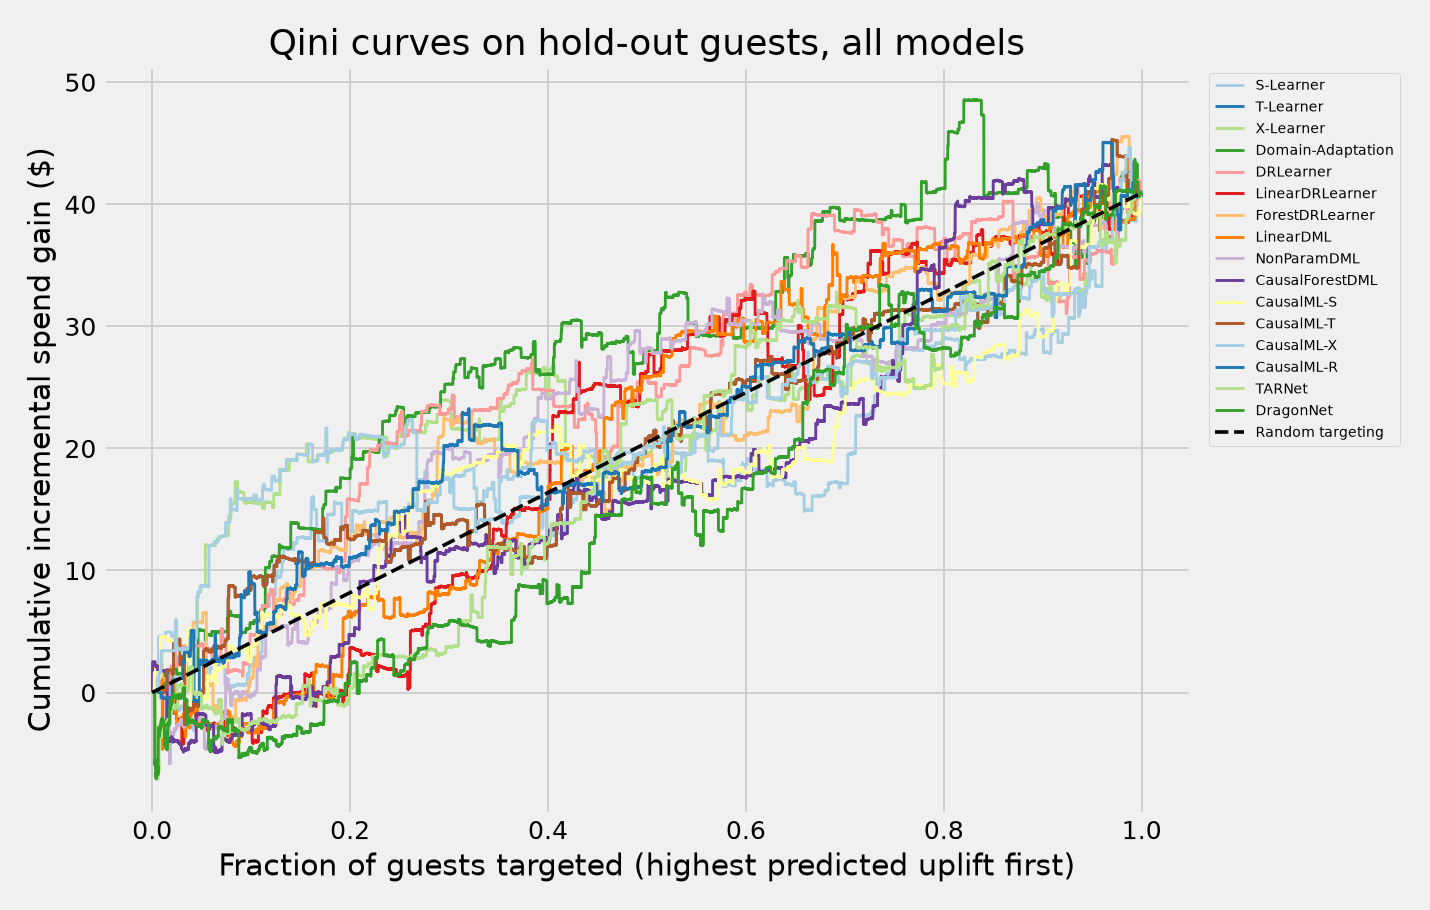 Qini curves on hold-out guests, all models
Cumulative incremental spend gain ($)
50
40
30
20
10
0
0.0 0.2 0.4 0.6 0.8 1.0
Fraction of guests targeted (highest predicted uplift first)
S-Learner
T-Learner
X-Learner
Domain-Adaptation
DRLearner
LinearDRLearner
ForestDRLearner
LinearDML
NonParamDML
CausalForestDML
CausalML-S
CausalML-T
CausalML-X
CausalML-R
TARNet
DragonNet
Random targeting